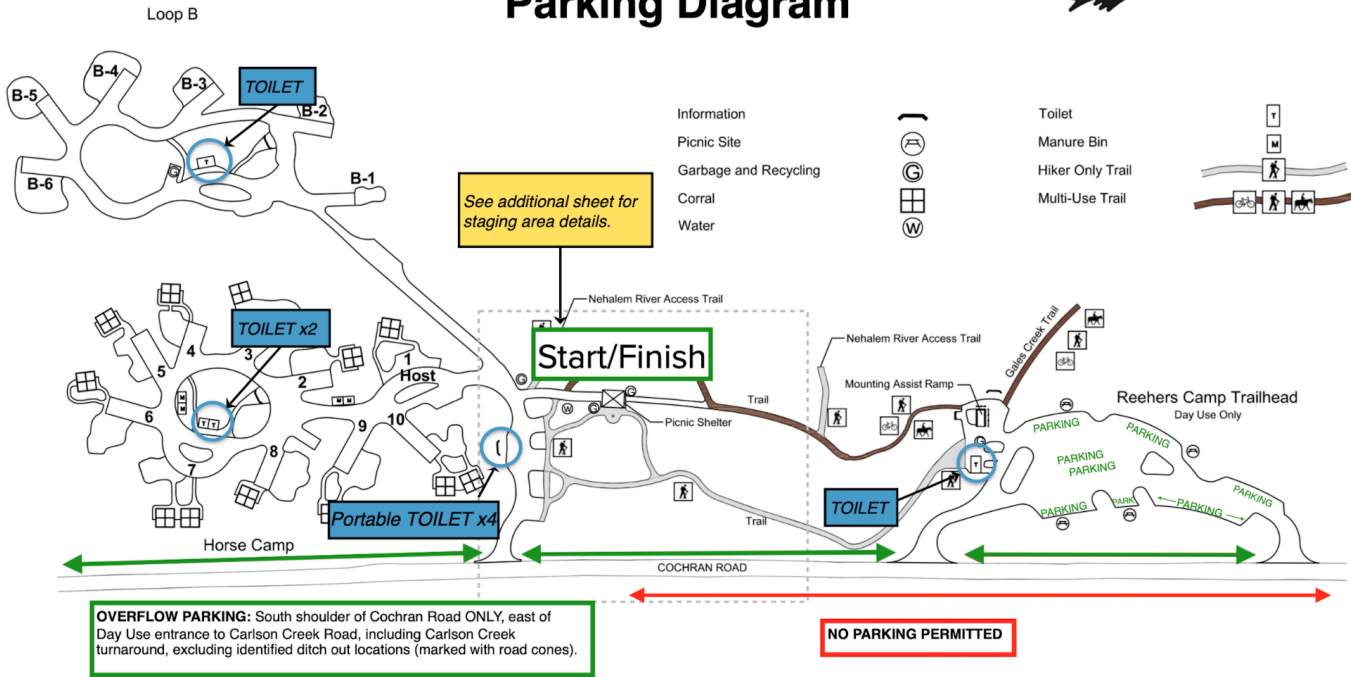 Parking Diagram
Loop B
B-4
B-3
B-5
TOILET
B-2
B-6
B-1
T
G
Information
Picnic Site
Garbage and Recycling
G
Corral
Water
W
Toilet
T
Manure Bin
M
Hiker Only Trail
Multi-Use Trail
See additional sheet for
staging area details.
Nehalem River Access Trail
Start/Finish
Nehalem River Access Trail
Gales Creek Trail
Mounting Assist Ramp
Reehers Camp Trailhead
Day Use Only
TOILET x2
4
3
5
2
1
Host
6
M
M
M M
T T
10
9
8
7
G
W
G
G
Picnic Shelter
Trail
Trail
G
T
TOILET
Portable TOILET x4
PARKING
PARKING
PARKING
PARKING
PARKING
PARK
PARKING
PARKING
Horse Camp
COCHRAN ROAD
OVERFLOW PARKING: South shoulder of Cochran Road ONLY, east of
Day Use entrance to Carlson Creek Road, including Carlson Creek
turnaround, excluding identified ditch out locations (marked with road cones).
NO PARKING PERMITTED